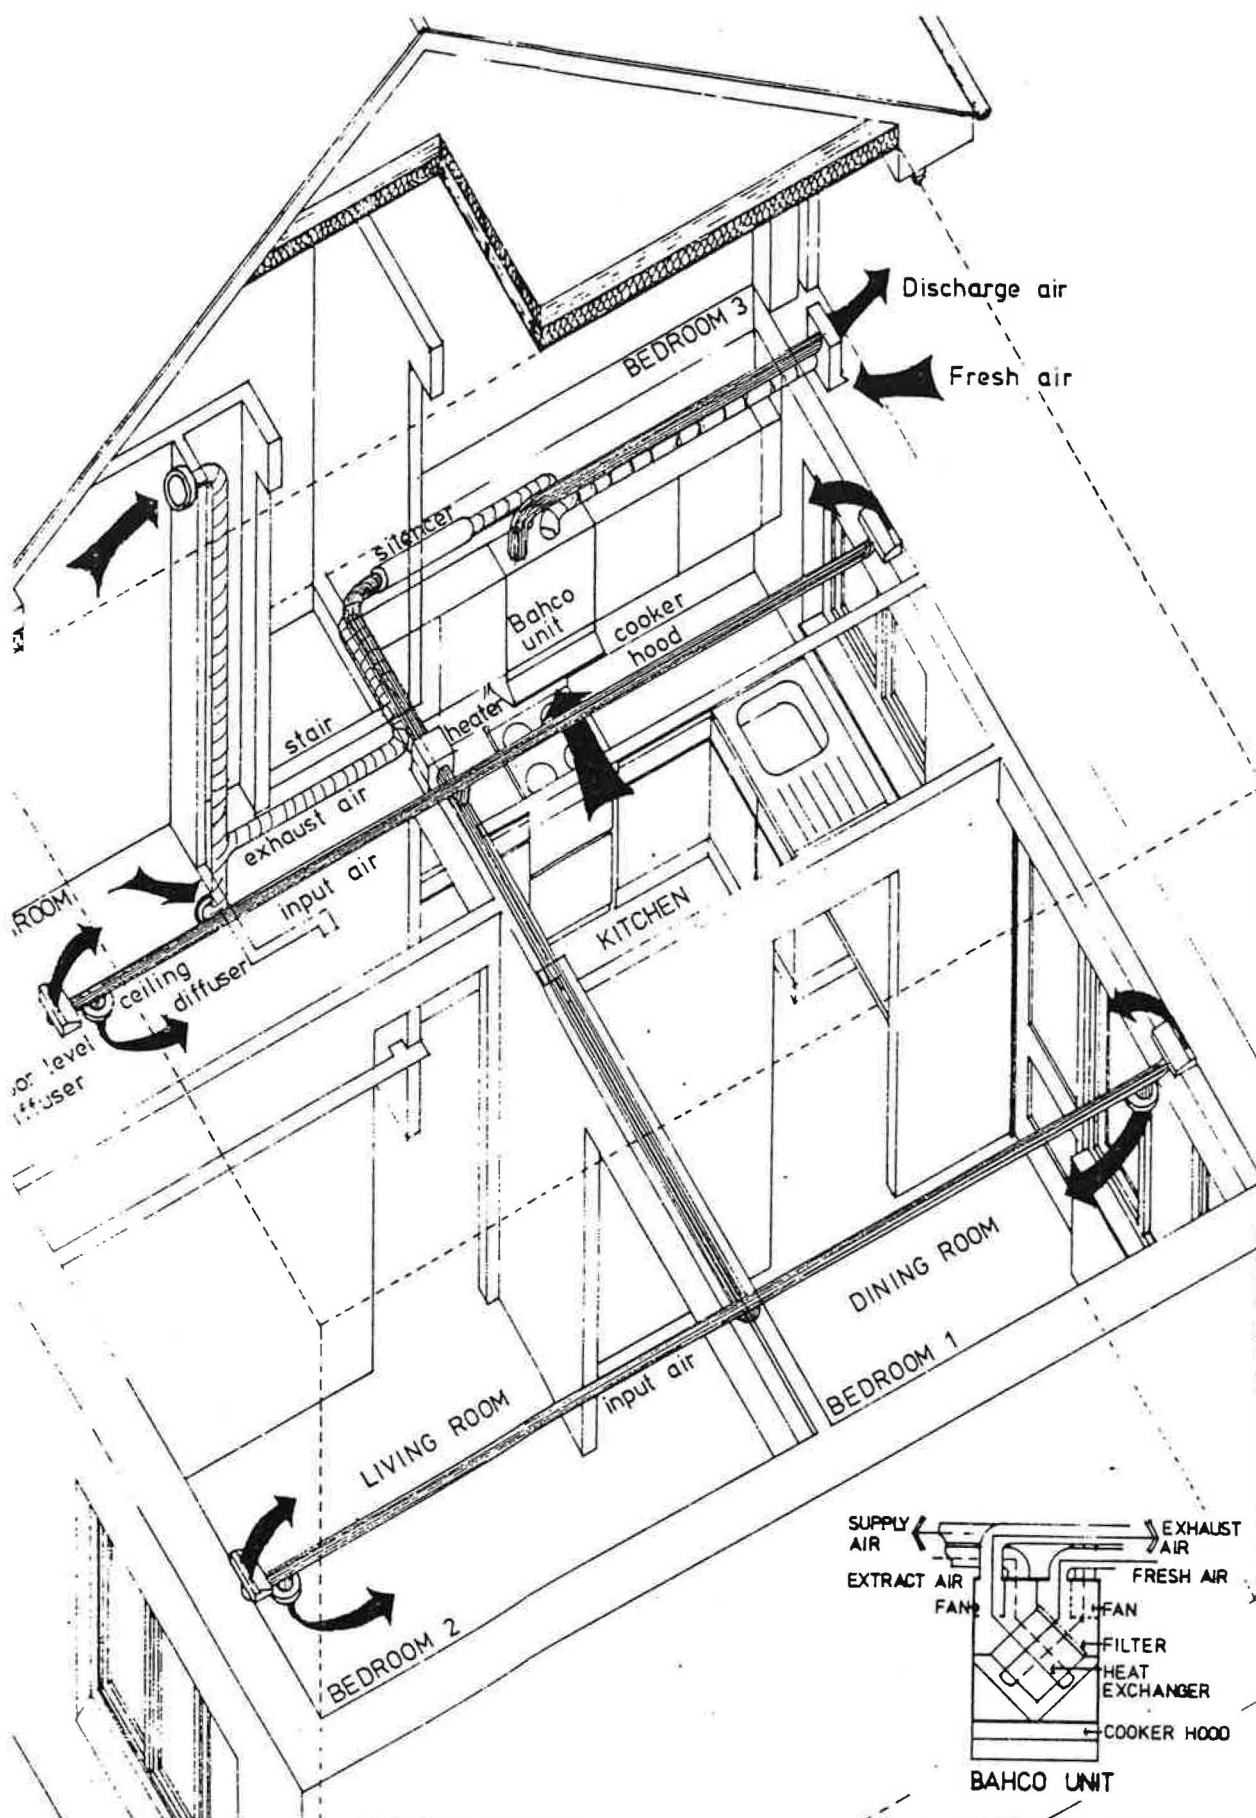 Discharge air
Fresh air
BEDROOM 3
silencer
Bahco
unit
cooker
hood
heater
stair
exhaust air
input air
ROOM
KITCHEN
ceiling
diffuser
level
DINING ROOM
BEDROOM 1
input air
LIVING ROOM
BEDROOM 2
SUPPLY
AIR
EXHAUST
AIR
EXTRACT AIR
FRESH AIR
FAN
FAN
FILTER
HEAT
EXCHANGER
COOKER HOOD
BAHCO UNIT